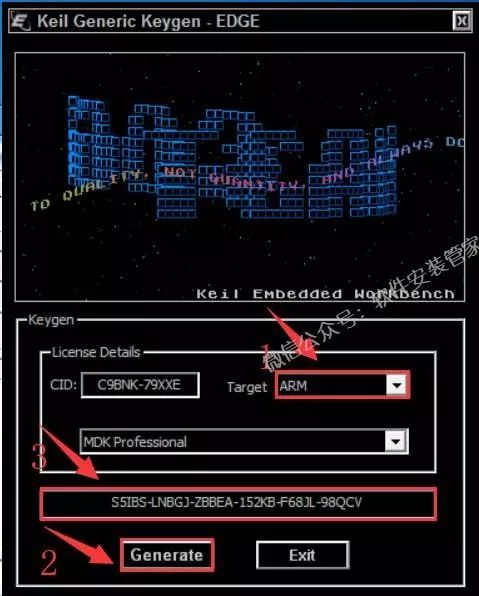 Keil Generic Keygen - EDGE
TO QUALITY, NOT QUANTITY, AND ALWAYS DO
Keil Embedded Workbench
微信公众号：软件安装管家
Keygen
License Details
1
CID: C9BNK-79XXE Target ARM
MDK Professional
3
S5IBS-LNBGJ-ZBBEA-152KB-F68JL-98QCV
2
Generate Exit